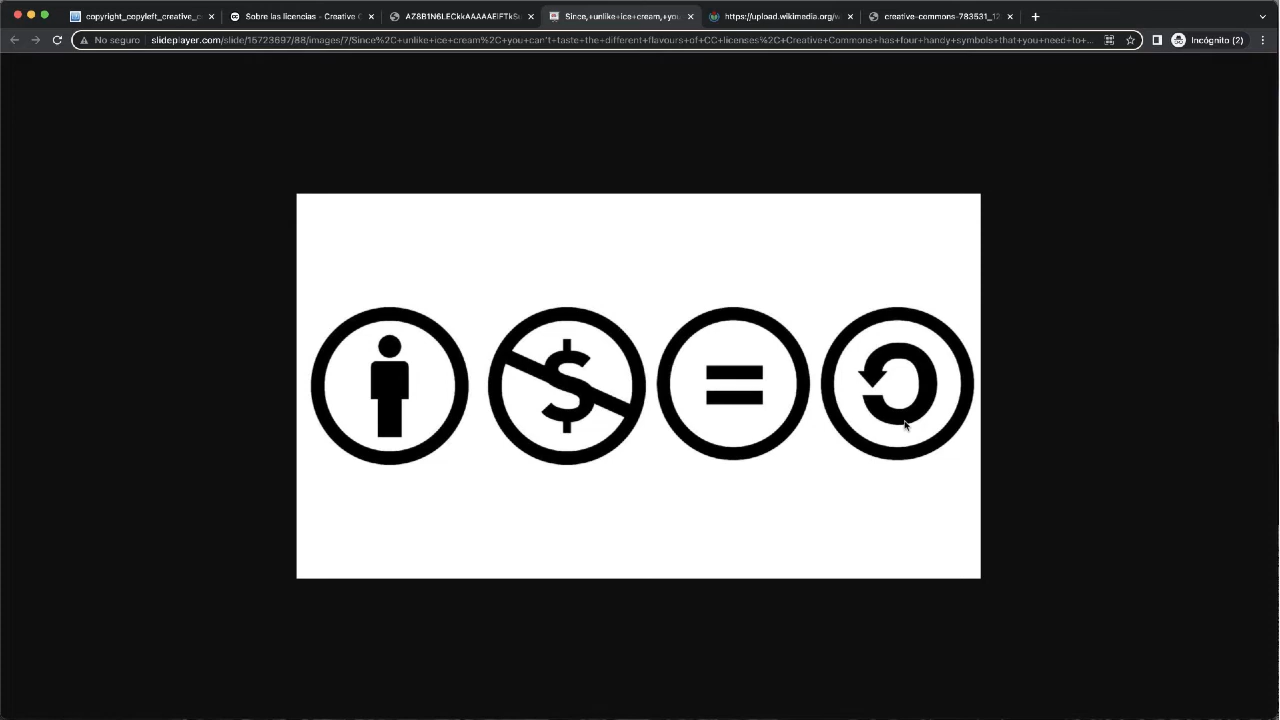 copyright_copyleft_creative_c
Sobre las licencias - Creative C
AZ8B1N6LECkkAAAAAElFTkSu
Since,+unlike+ice+cream,+you
https://upload.wikimedia.org/w
creative-commons-783531_12
No seguro
slideplayer.com/slide/15723697/88/images/7/Since%2C+unlike+ice+cream%2C+you+can't+taste+the+different+flavours+of+CC+licenses%2C+Creative+Commons+has+four+handy+symbols+that+you+need+to+...
Incógnito (2)
$ =